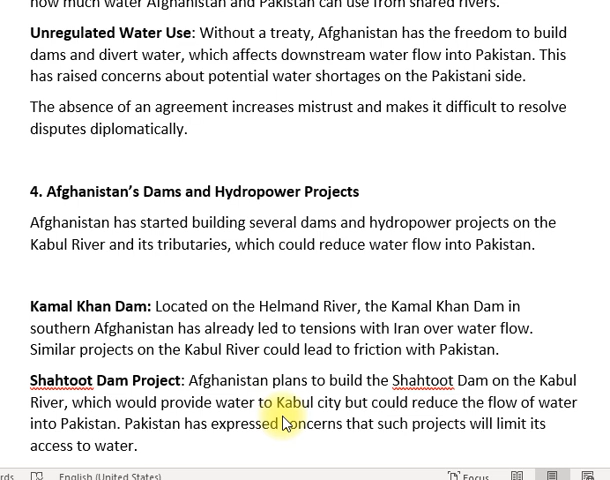 how much water Afghanistan and Pakistan can use from shared rivers.
Unregulated Water Use: Without a treaty, Afghanistan has the freedom to build
dams and divert water, which affects downstream water flow into Pakistan. This
has raised concerns about potential water shortages on the Pakistani side.
The absence of an agreement increases mistrust and makes it difficult to resolve
disputes diplomatically.
4. Afghanistan's Dams and Hydropower Projects
Afghanistan has started building several dams and hydropower projects on the
Kabul River and its tributaries, which could reduce water flow into Pakistan.
Kamal Khan Dam: Located on the Helmand River, the Kamal Khan Dam in
southern Afghanistan has already led to tensions with Iran over water flow.
Similar projects on the Kabul River could lead to friction with Pakistan.
Shahtoot Dam Project: Afghanistan plans to build the Shahtoot Dam on the Kabul
River, which would provide water to Kabul city but could reduce the flow of water
into Pakistan. Pakistan has expressed concerns that such projects will limit its
access to water.
rds English (United States) Focus